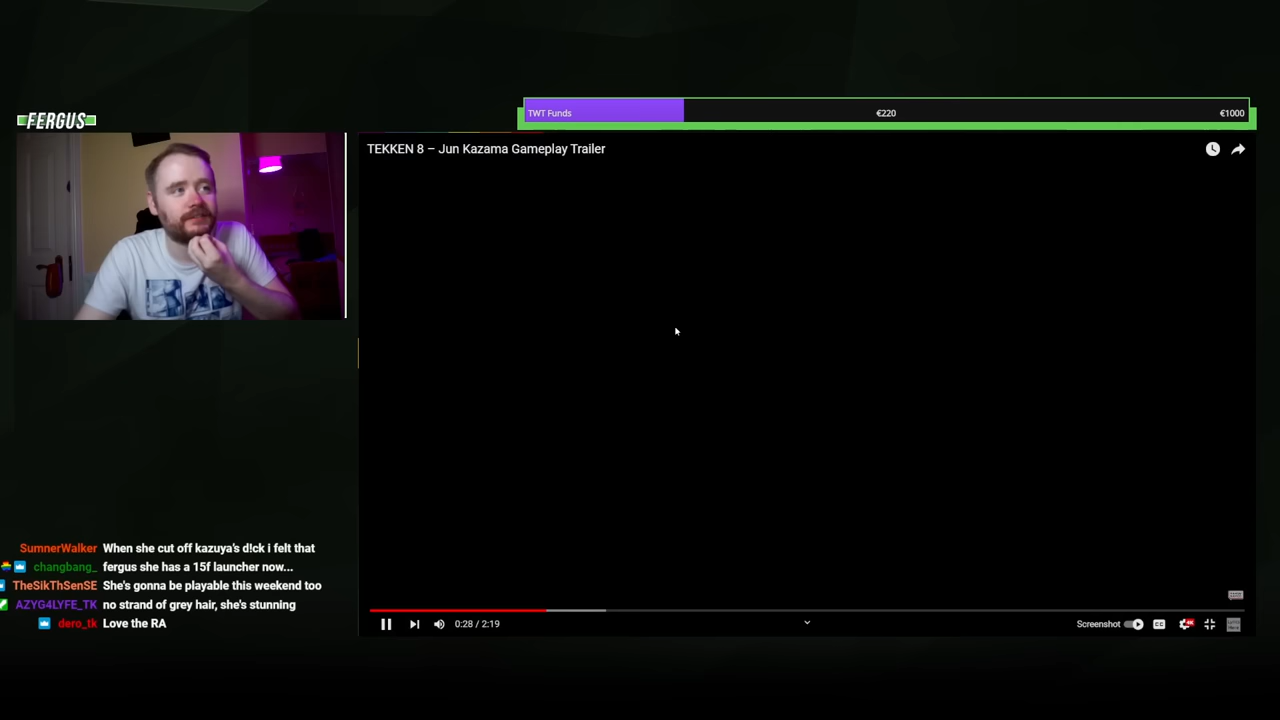 FERGUS
TWT Funds €220 €1000
TEKKEN 8 – Jun Kazama Gameplay Trailer
SumnerWalker When she cut off kazuya's d!ck i felt that
changbang_ fergus she has a 15f launcher now...
TheSikThSenSE She's gonna be playable this weekend too
AZYG4LYFE_TK no strand of grey hair, she's stunning
dero_tk Love the RA
0:28 / 2:19 Screenshot